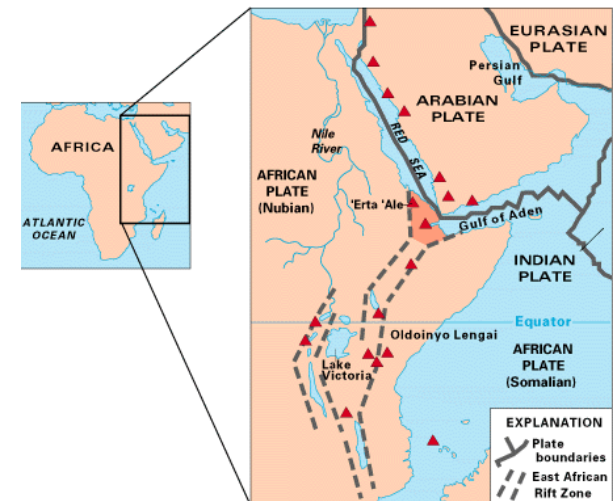 AFRICA
ATLANTIC
OCEAN
EURASIAN
PLATE
Persian
Gulf
ARABIAN
PLATE
RED SEA
Nile
River
AFRICAN
PLATE
(Nubian)
'Erta 'Ale
Gulf of Aden
INDIAN
PLATE
Equator
Oldoinyo Lengai
AFRICAN
PLATE
(Somalian)
Lake
Victoria
EXPLANATION
Plate
boundaries
East African
Rift Zone